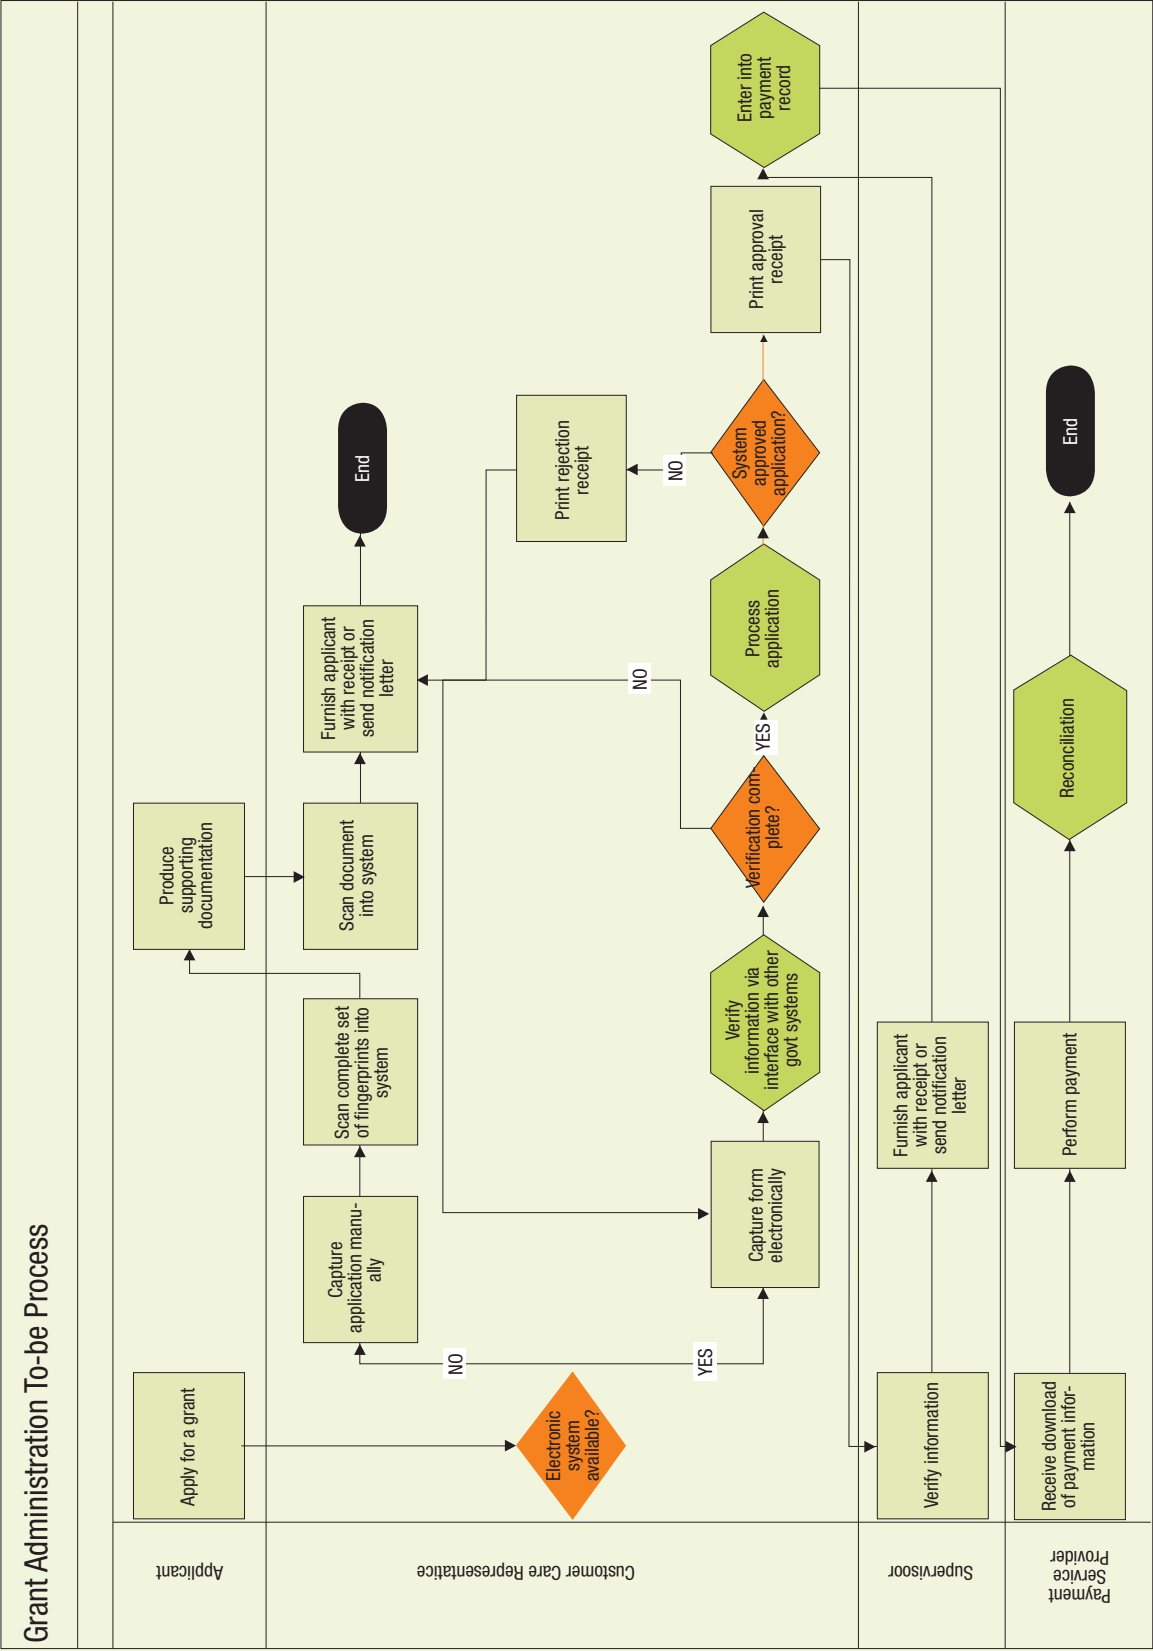 Grant Administration To-be Process
Applicant
Apply for a grant
Produce
supporting
documentation
Customer Care Representatice
Electronic
system
available?
NO
YES
Capture
application manu-
ally
Scan complete set
of fingerprints into
system
Scan document
into system
Furnish applicant
with receipt or
send notification
letter
End
Capture form
electronically
Verify
information via
interface with other
govt systems
Verification com-
plete?
YES
NO
Process
application
System
approved
application?
NO
Print rejection
receipt
Print approval
receipt
Enter into
payment
record
Supervisoor
Verify information
Furnish applicant
with receipt or
send notification
letter
Payment
Service
Provider
Receive download
of payment infor-
mation
Perform payment
Reconciliation
End